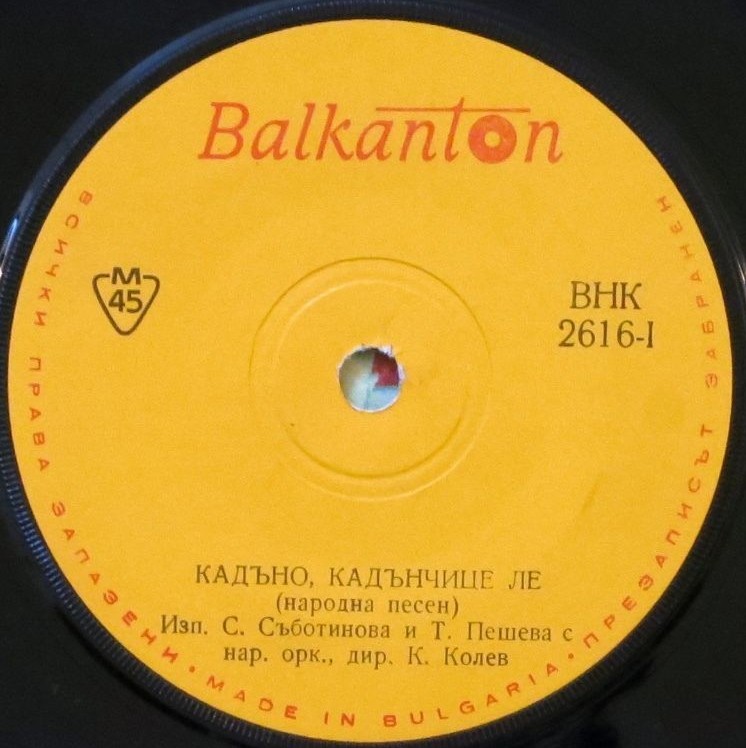 Balkanton
M
45
ВНК
2616-I
КАДЪНО, КАДЪНЧИЦЕ ЛЕ
(народна песен)
Изп. С. Съботинова и Т. Пешева с
нар. орк., дир. К. Колев
ВСИЧКИ ПРАВА ЗАПАЗЕНИ • MADE IN BULGARIA • ПРЕЗАПИСЪТ ЗАБРАНЕН